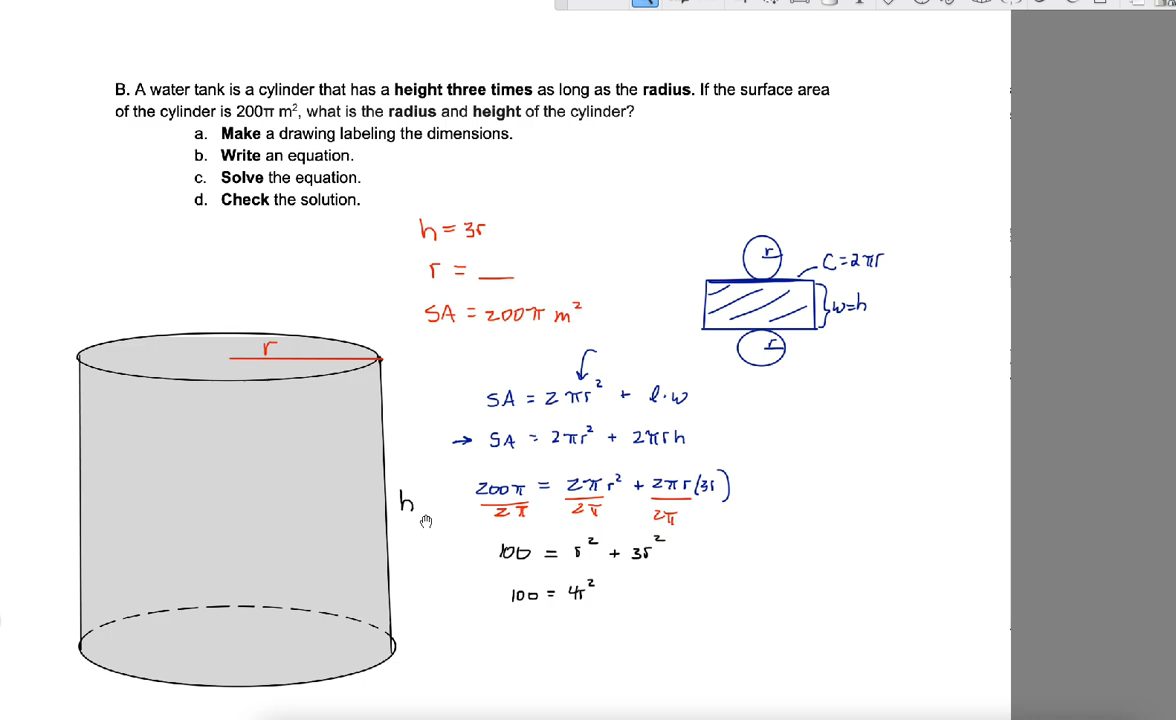 B. A water tank is a cylinder that has a height three times as long as the radius. If the surface area
of the cylinder is 200π m², what is the radius and height of the cylinder?
a. Make a drawing labeling the dimensions.
b. Write an equation.
c. Solve the equation.
d. Check the solution.
h = 3r
r = ___
SA = 200π m²
r
C = 2πr
w = h
r
r
h
SA = 2πr² + l·w
→ SA = 2πr² + 2πrh
200π = 2πr² + 2πr(3r)
2π 2π 2π
100 = r² + 3r²
100 = 4r²